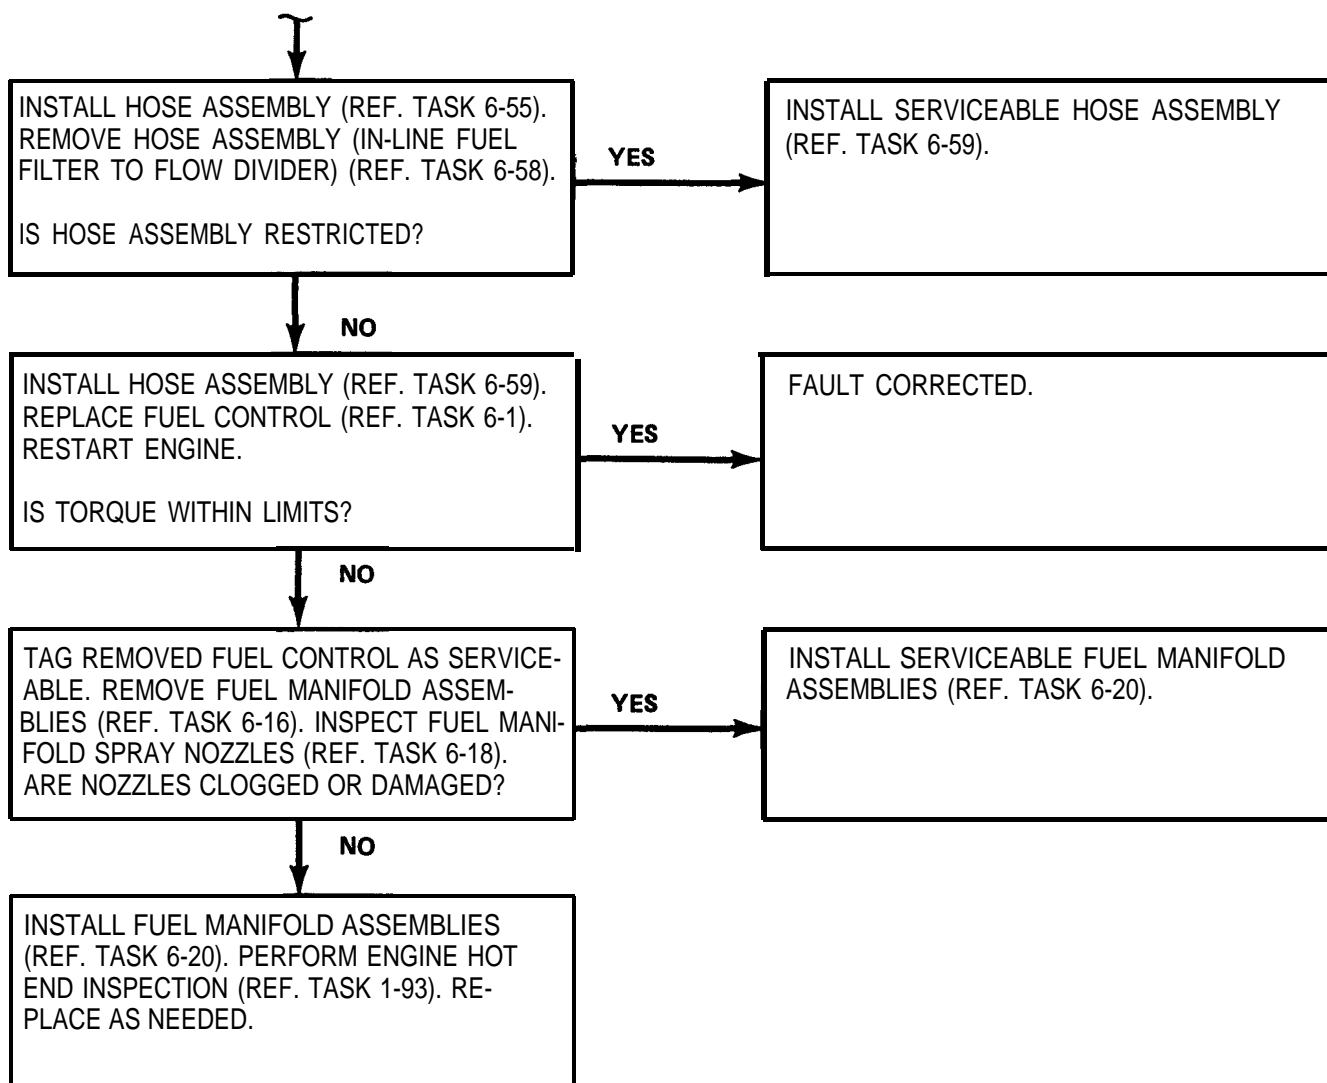 INSTALL HOSE ASSEMBLY (REF. TASK 6-55).
REMOVE HOSE ASSEMBLY (IN-LINE FUEL
FILTER TO FLOW DIVIDER) (REF. TASK 6-58).
IS HOSE ASSEMBLY RESTRICTED?
YES
INSTALL SERVICEABLE HOSE ASSEMBLY
(REF. TASK 6-59).
NO
INSTALL HOSE ASSEMBLY (REF. TASK 6-59).
REPLACE FUEL CONTROL (REF. TASK 6-1).
RESTART ENGINE.
IS TORQUE WITHIN LIMITS?
YES
FAULT CORRECTED.
NO
TAG REMOVED FUEL CONTROL AS SERVICE-
ABLE. REMOVE FUEL MANIFOLD ASSEM-
BLIES (REF. TASK 6-16). INSPECT FUEL MANI-
FOLD SPRAY NOZZLES (REF. TASK 6-18).
ARE NOZZLES CLOGGED OR DAMAGED?
YES
INSTALL SERVICEABLE FUEL MANIFOLD
ASSEMBLIES (REF. TASK 6-20).
NO
INSTALL FUEL MANIFOLD ASSEMBLIES
(REF. TASK 6-20). PERFORM ENGINE HOT
END INSPECTION (REF. TASK 1-93). RE-
PLACE AS NEEDED.